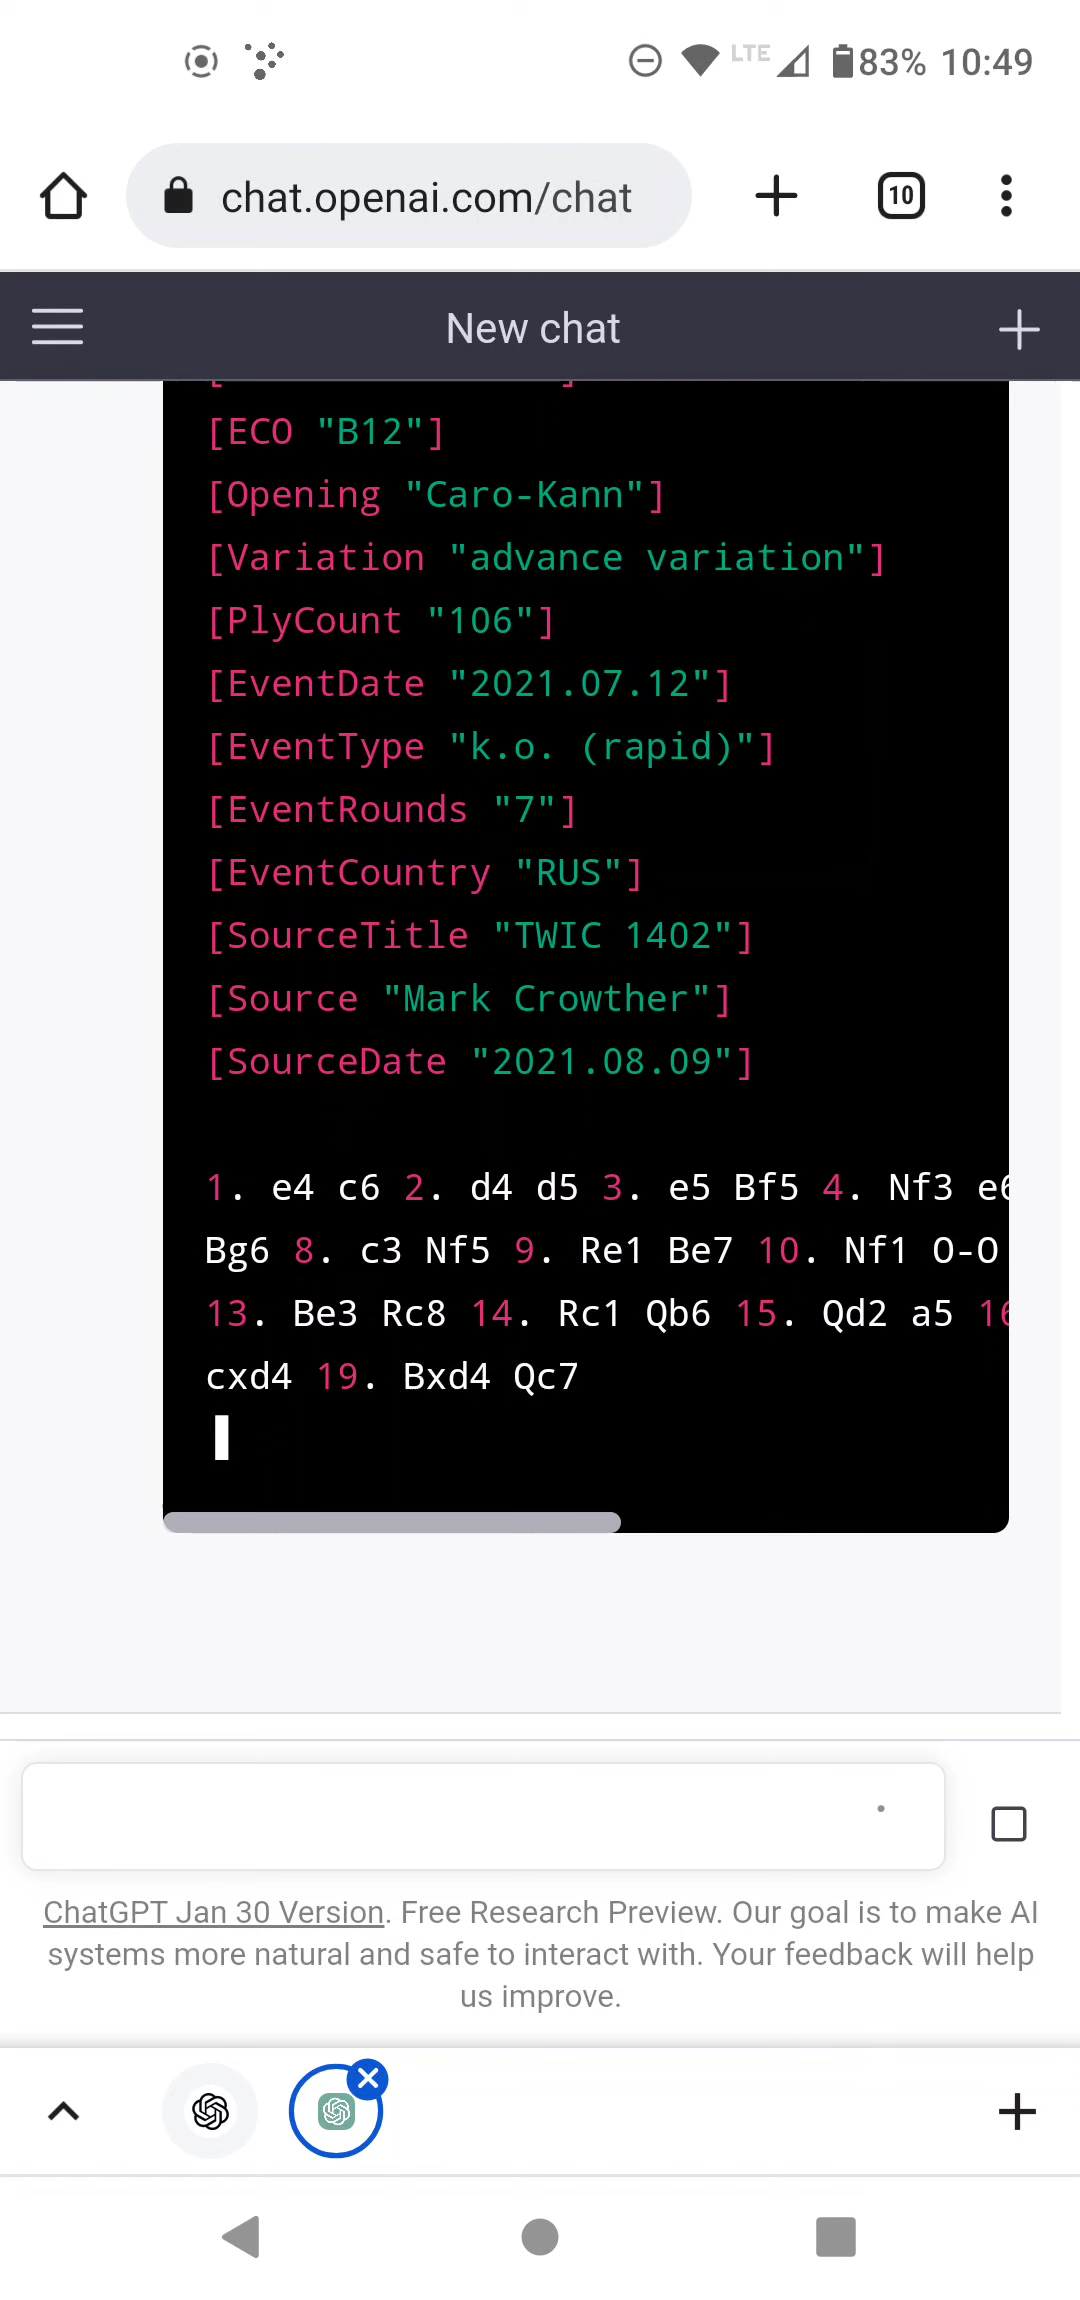 LTE 83% 10:49
chat.openai.com/chat 10
New chat
[ECO "B12"]
[Opening "Caro-Kann"]
[Variation "advance variation"]
[PlyCount "106"]
[EventDate "2021.07.12"]
[EventType "k.o. (rapid)"]
[EventRounds "7"]
[EventCountry "RUS"]
[SourceTitle "TWIC 1402"]
[Source "Mark Crowther"]
[SourceDate "2021.08.09"]
1. e4 c6 2. d4 d5 3. e5 Bf5 4. Nf3 e6
Bg6 8. c3 Nf5 9. Re1 Be7 10. Nf1 O-O
13. Be3 Rc8 14. Rc1 Qb6 15. Qd2 a5 16
cxd4 19. Bxd4 Qc7
ChatGPT Jan 30 Version. Free Research Preview. Our goal is to make AI
systems more natural and safe to interact with. Your feedback will help
us improve.